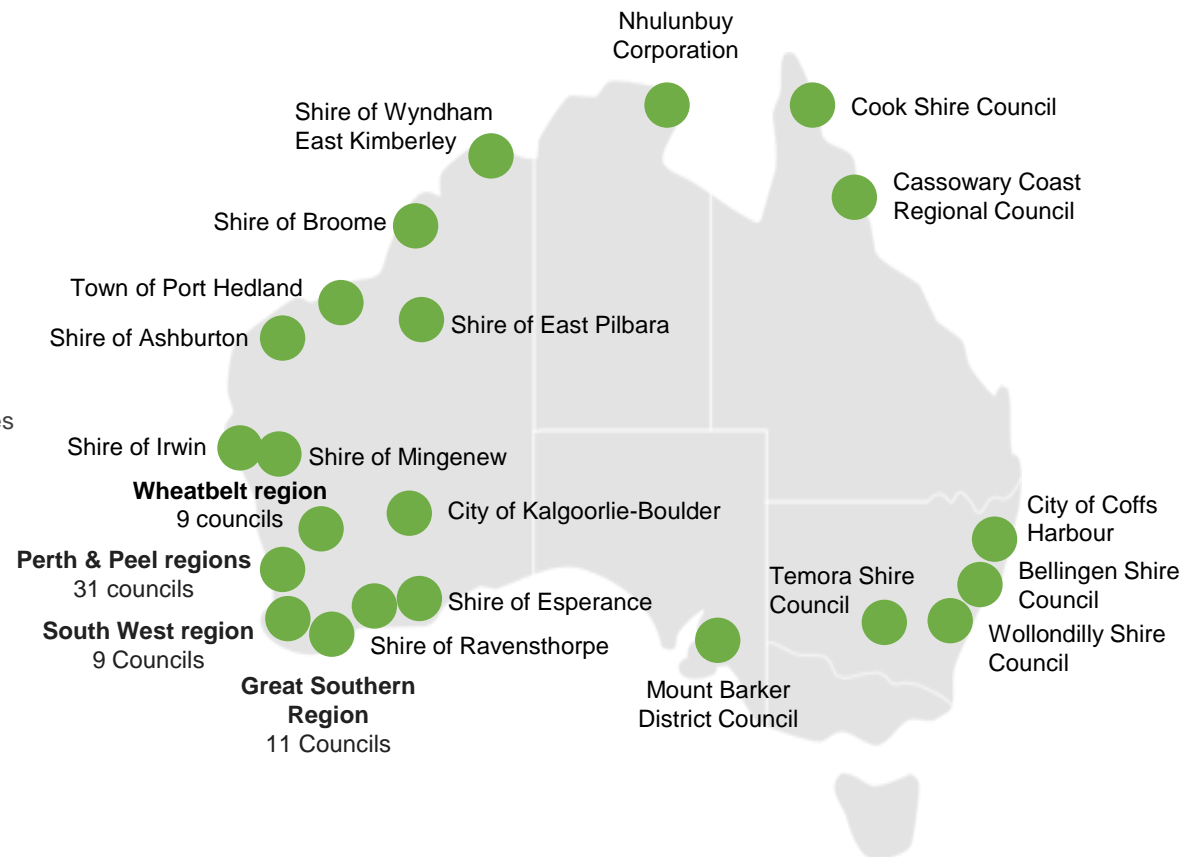 Nhulunbuy
Corporation
Cook Shire Council
Shire of Wyndham
East Kimberley
Cassowary Coast
Regional Council
Shire of Broome
Town of Port Hedland
Shire of East Pilbara
Shire of Ashburton
es
Shire of Irwin
Shire of Mingenew
Wheatbelt region
9 councils
City of Kalgoorlie-Boulder
City of Coffs
Harbour
Perth & Peel regions
31 councils
Temora Shire
Council
Bellingen Shire
Council
Shire of Esperance
South West region
9 Councils
Shire of Ravensthorpe
Wollondilly Shire
Council
Great Southern
Region
11 Councils
Mount Barker
District Council